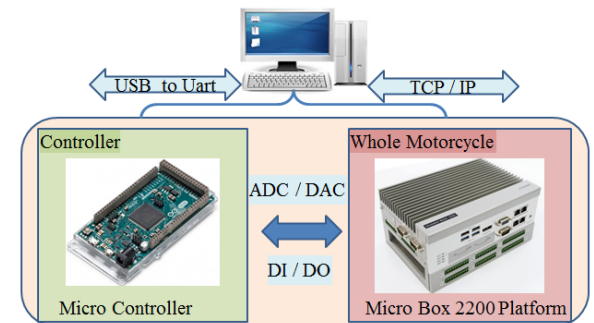 USB to Uart
TCP / IP
Controller
Whole Motorcycle
ADC / DAC
DI / DO
Micro Controller
Micro Box 2200 Platform